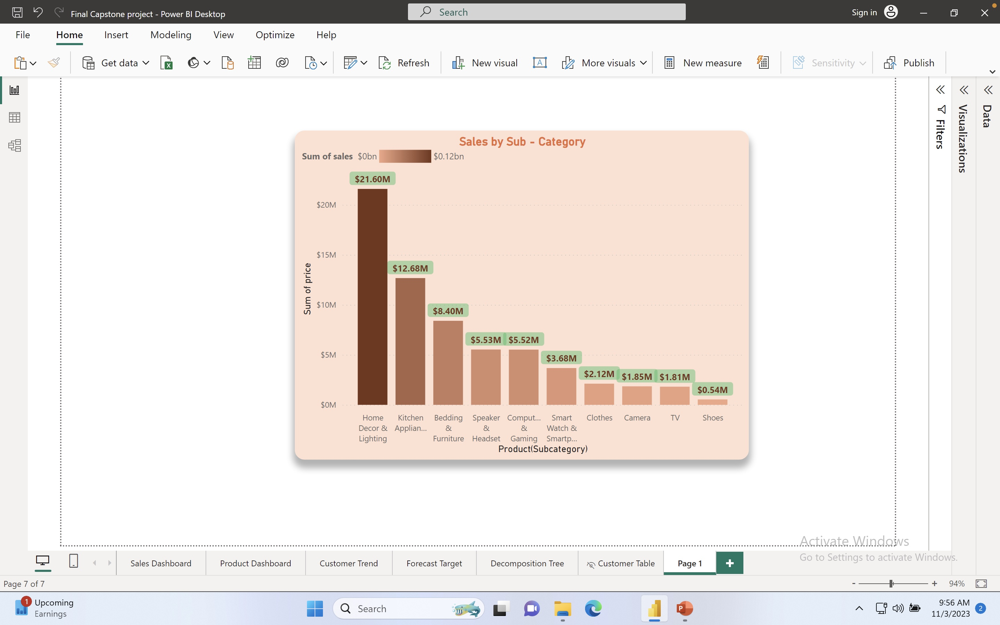 Final Capstone project - Power BI Desktop
Search
Sign in
File Home Insert Modeling View Optimize Help
Get data
Refresh
New visual
A
More visuals
New measure
Sensitivity
Publish
Filters
Visualizations
Data
Sales by Sub - Category
Sum of sales $0bn $0.12bn
$21.60M
$20M
$15M
$12.68M
Sum of price
$10M
$8.40M
$5.53M $5.52M
$5M
$3.68M
$2.12M $1.85M $1.81M
$0.54M
$0M
Home Decor & Lighting
Kitchen Applian...
Bedding & Furniture
Speaker & Headset
Comput... & Gaming
Smart Watch & Smartp...
Clothes
Camera
TV
Shoes
Product(Subcategory)
Activate Windows
Go to Settings to activate Windows.
Sales Dashboard
Product Dashboard
Customer Trend
Forecast Target
Decomposition Tree
Customer Table
Page 1
+
Page 7 of 7
- + 94%
1
Upcoming
Earnings
Search
P
9:56 AM
11/3/2023
2